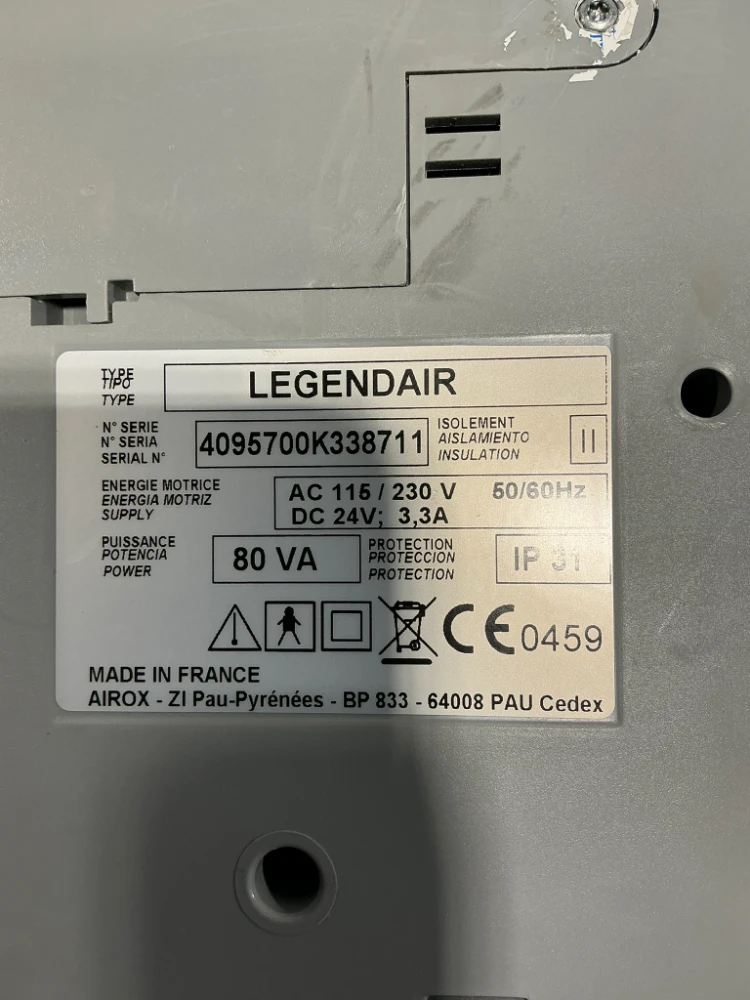 TYPE
TIPO
TYPE
LEGENDAIR
N° SERIE
N° SERIA
SERIAL N°
4095700K338711
ISOLEMENT
AISLAMIENTO
INSULATION
II
ENERGIE MOTRICE
ENERGIA MOTRIZ
SUPPLY
AC 115 / 230 V 50/60Hz
DC 24V; 3,3A
PUISSANCE
POTENCIA
POWER
80 VA
PROTECTION
PROTECCION
PROTECTION
IP 31
CE 0459
MADE IN FRANCE
AIROX - ZI Pau-Pyrénées - BP 833 - 64008 PAU Cedex